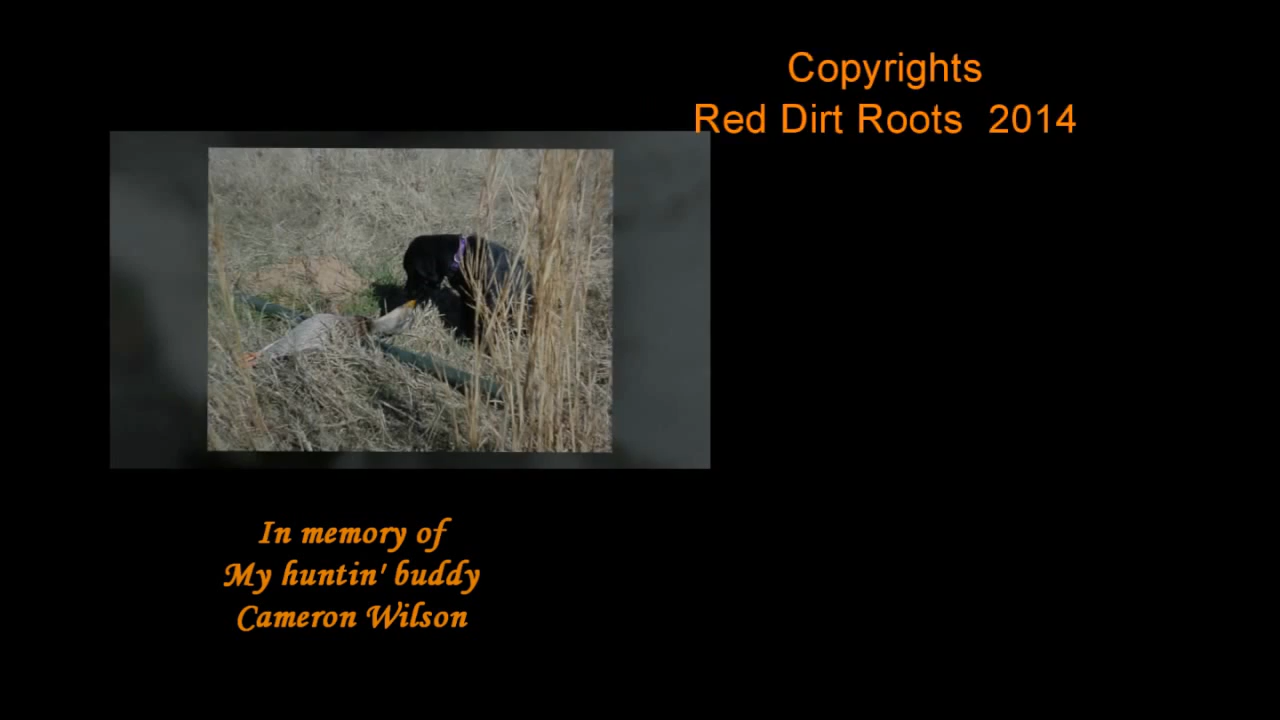 Copyrights
Red Dirt Roots 2014
In memory of
My huntin' buddy
Cameron Wilson